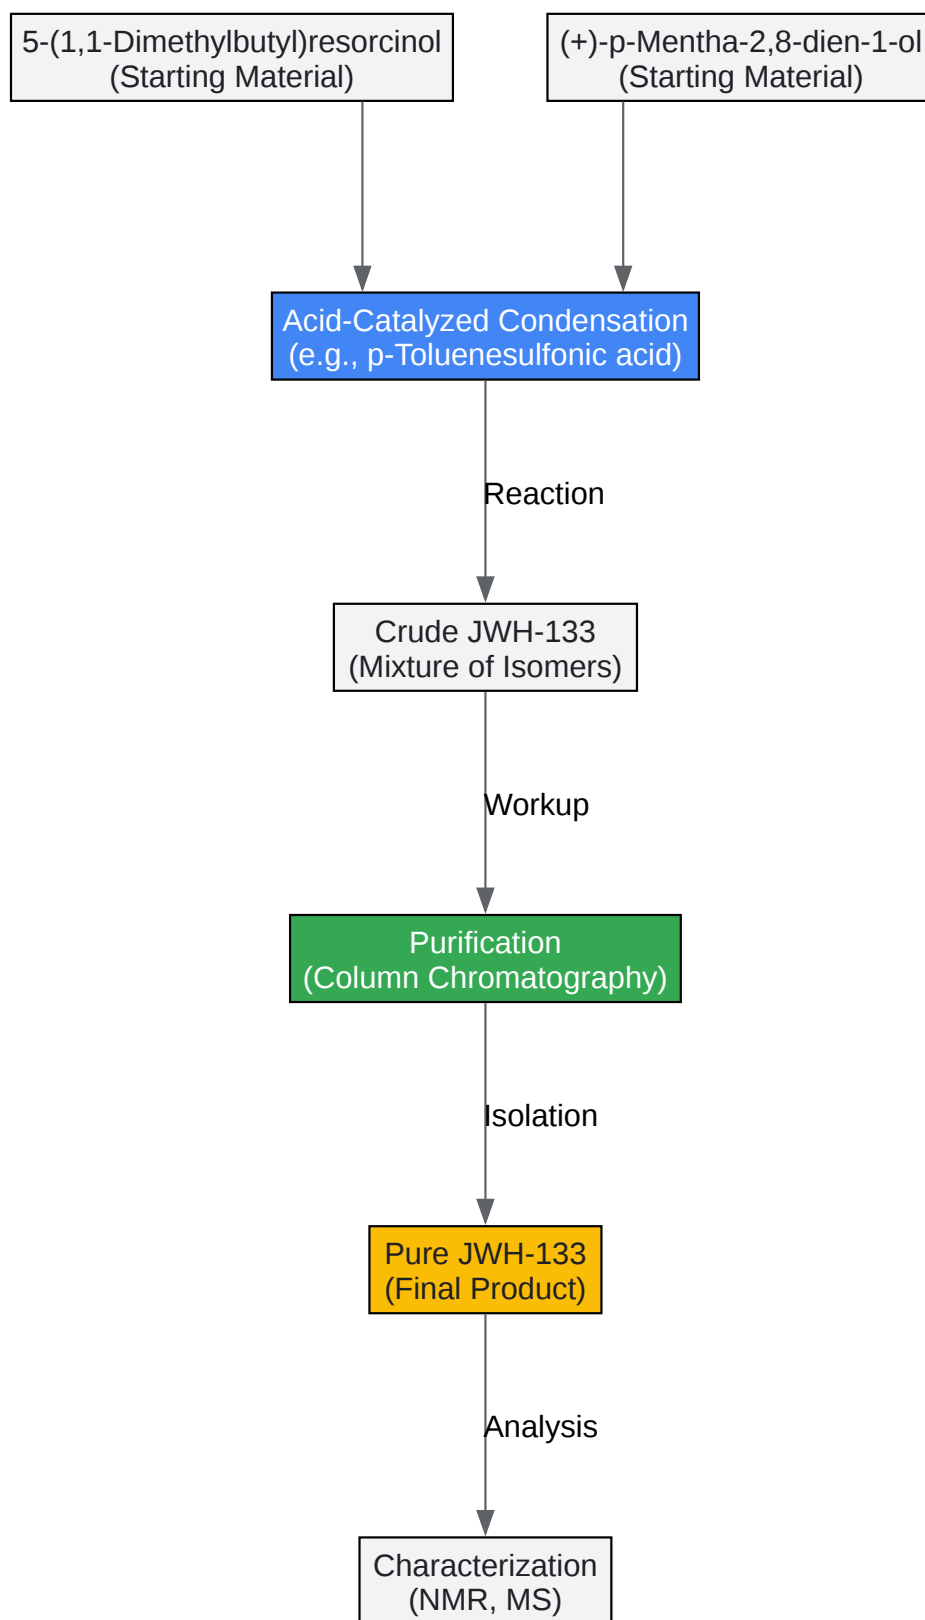 5-(1,1-Dimethylbutyl)resorcinol
(Starting Material)
(+)-p-Mentha-2,8-dien-1-ol
(Starting Material)
Acid-Catalyzed Condensation
(e.g., p-Toluenesulfonic acid)
Reaction
Crude JWH-133
(Mixture of Isomers)
Workup
Purification
(Column Chromatography)
Isolation
Pure JWH-133
(Final Product)
Analysis
Characterization
(NMR, MS)